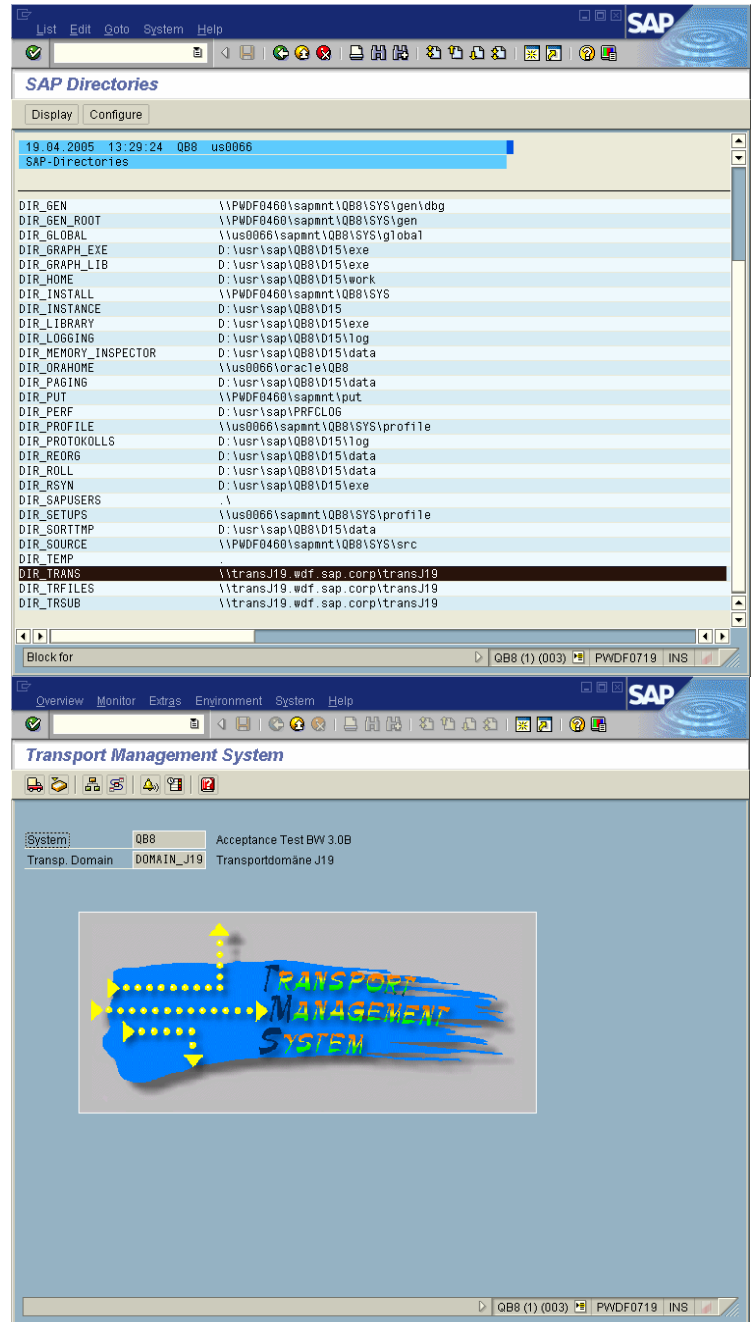 List Edit Goto System Help
SAP
SAP Directories
Display Configure
19.04.2005 13:29:24 QB8 us0066
SAP-Directories
DIR_GEN \\PWDF0460\sapmnt\QB8\SYS\gen\dbg
DIR_GEN_ROOT \\PWDF0460\sapmnt\QB8\SYS\gen
DIR_GLOBAL \\us0066\sapmnt\QB8\SYS\global
DIR_GRAPH_EXE D:\usr\sap\QB8\D15\exe
DIR_GRAPH_LIB D:\usr\sap\QB8\D15\exe
DIR_HOME D:\usr\sap\QB8\D15\work
DIR_INSTALL \\PWDF0460\sapmnt\QB8\SYS
DIR_INSTANCE D:\usr\sap\QB8\D15
DIR_LIBRARY D:\usr\sap\QB8\D15\exe
DIR_LOGGING D:\usr\sap\QB8\D15\log
DIR_MEMORY_INSPECTOR D:\usr\sap\QB8\D15\data
DIR_ORAHOME \\us0066\oracle\QB8
DIR_PAGING D:\usr\sap\QB8\D15\data
DIR_PUT \\PWDF0460\sapmnt\put
DIR_PERF D:\usr\sap\PRFCLOG
DIR_PROFILE \\us0066\sapmnt\QB8\SYS\profile
DIR_PROTOKOLLS D:\usr\sap\QB8\D15\log
DIR_REORG D:\usr\sap\QB8\D15\data
DIR_ROLL D:\usr\sap\QB8\D15\data
DIR_RSYN D:\usr\sap\QB8\D15\exe
DIR_SAPUSERS .\
DIR_SETUPS \\us0066\sapmnt\QB8\SYS\profile
DIR_SORTTMP D:\usr\sap\QB8\D15\data
DIR_SOURCE \\PWDF0460\sapmnt\QB8\SYS\src
DIR_TEMP .
DIR_TRANS \\transJ19.wdf.sap.corp\transJ19
DIR_TRFILES \\transJ19.wdf.sap.corp\transJ19
DIR_TRSUB \\transJ19.wdf.sap.corp\transJ19
Block for QB8 (1) (003) PWDF0719 INS
Overview Monitor Extras Environment System Help
SAP
Transport Management System
System QB8 Acceptance Test BW 3.0B
Transp. Domain DOMAIN_J19 Transportdomäne J19
TRANSPORT
MANAGEMENT
SYSTEM
QB8 (1) (003) PWDF0719 INS